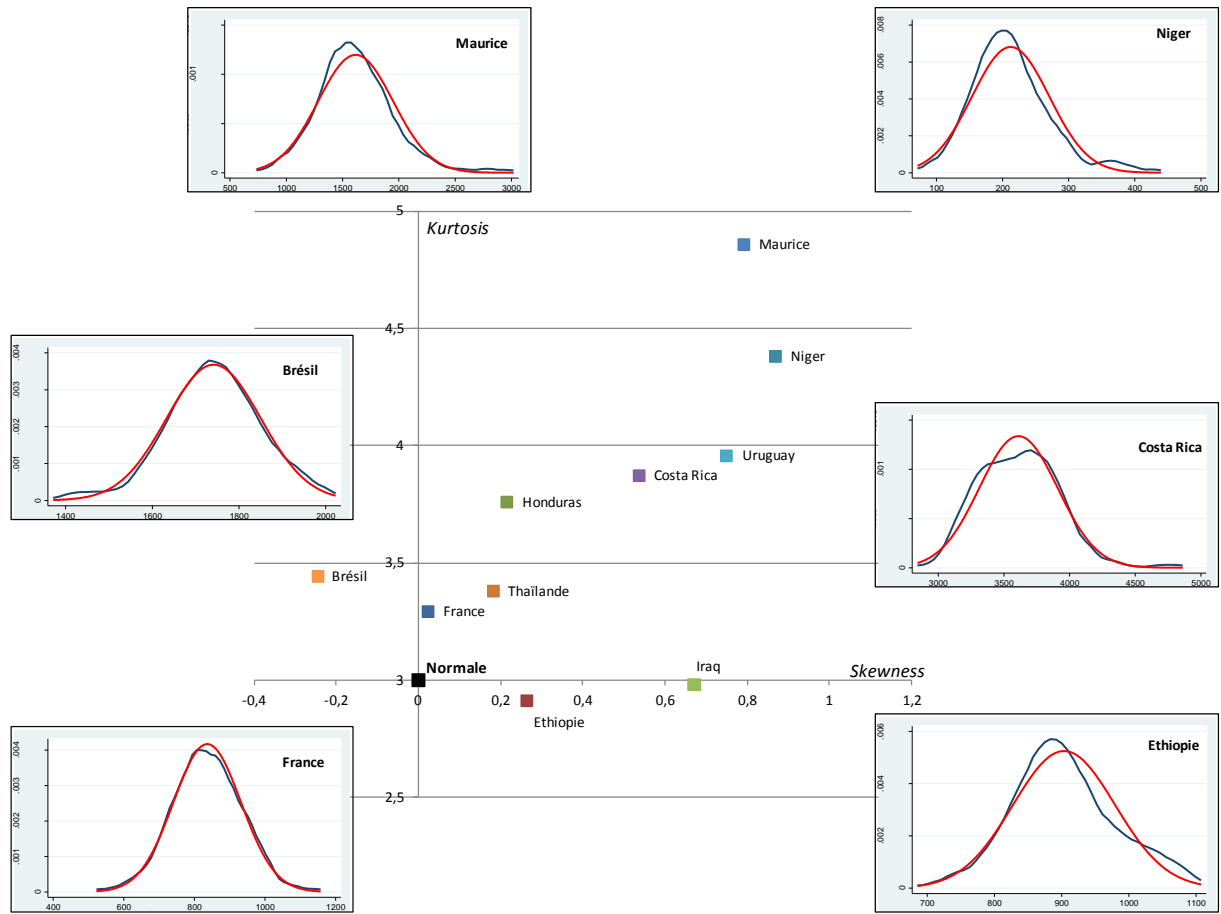 Maurice
.001
0
500 1000 1500 2000 2500 3000
Niger
.008
.006
.004
.002
0
100 200 300 400 500
5
Kurtosis
Maurice
4,5
Niger
Brésil
.004
.003
.002
.001
0
1400 1600 1800 2000
4
Uruguay
Costa Rica
Honduras
Costa Rica
.001
0
3000 3500 4000 4500 5000
3,5
Brésil
Thaïlande
France
Normale
Iraq
Skewness
3
-0,4 -0,2 0 0,2 0,4 0,6 0,8 1 1,2
Ethiopie
2,5
France
.004
.003
.002
.001
0
400 600 800 1000 1200
Ethiopie
.006
.004
.002
0
700 800 900 1000 1100